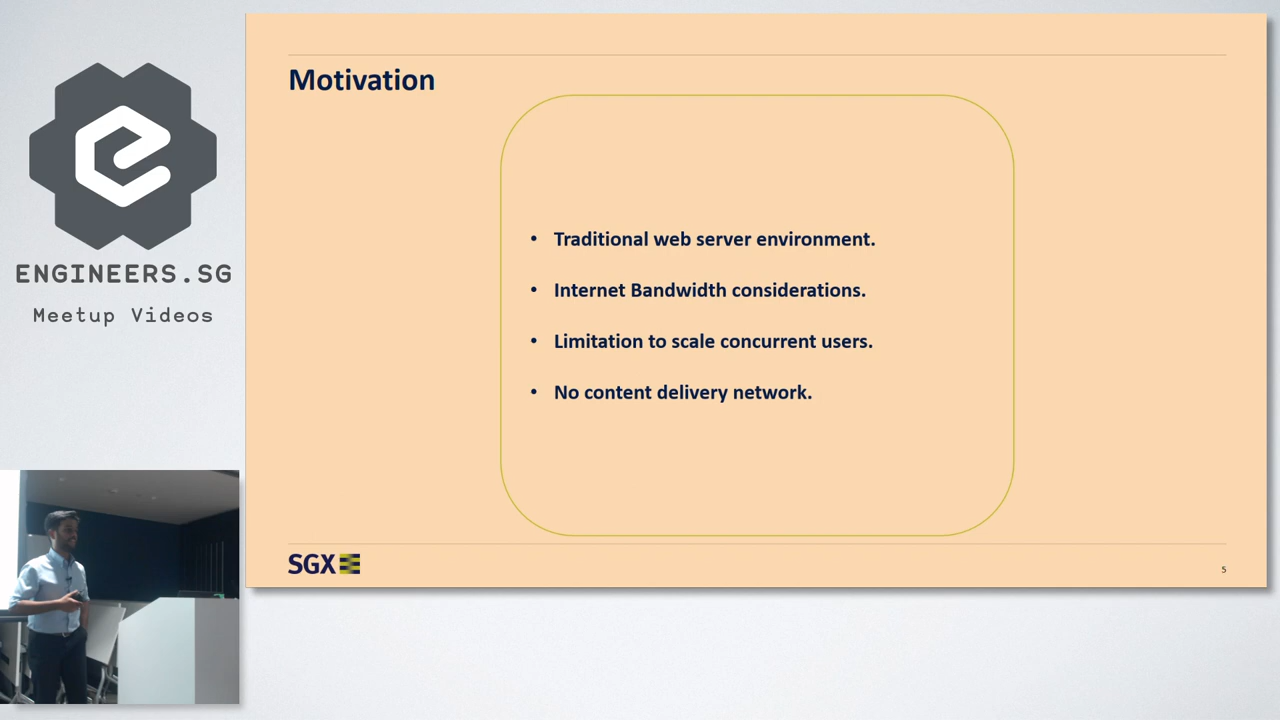 ENGINEERS.SG
Meetup Videos
Motivation
• Traditional web server environment.
• Internet Bandwidth considerations.
• Limitation to scale concurrent users.
• No content delivery network.
SGX
5